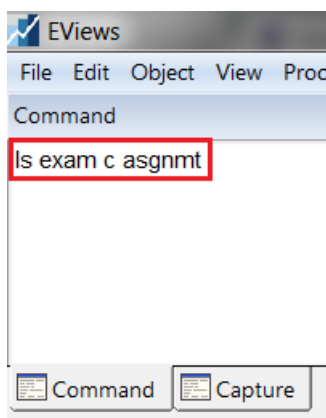 EViews
File Edit Object View Proc
Command
ls exam c asgnmt
Command Capture